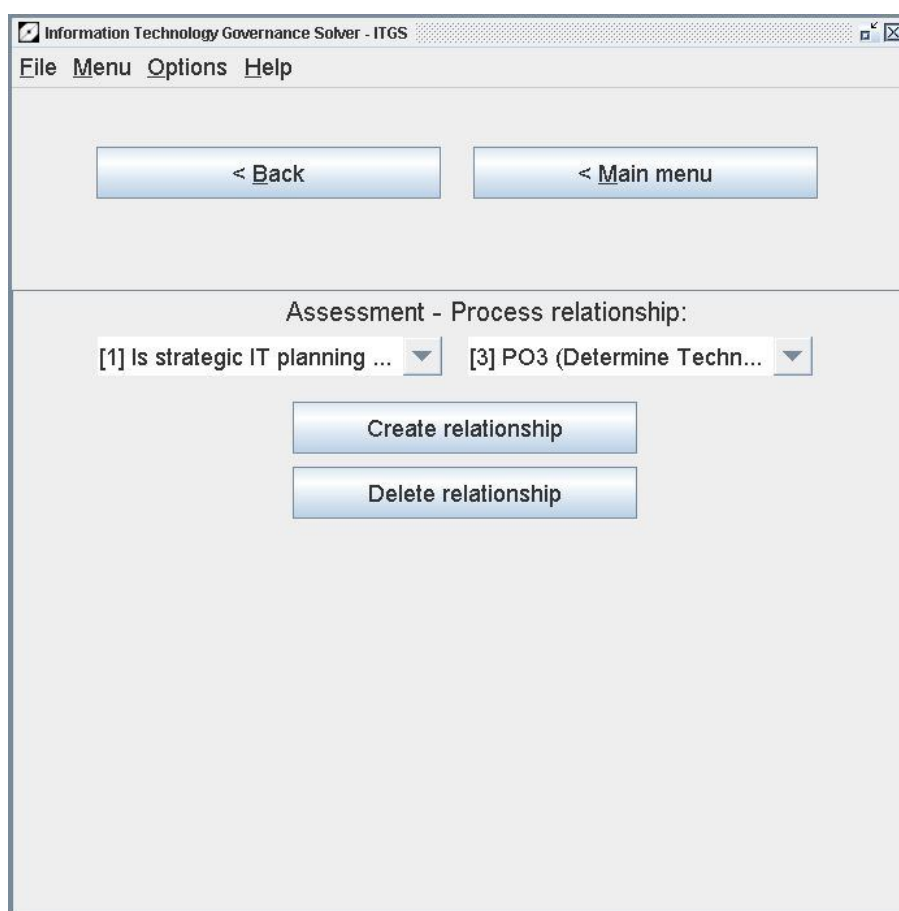 Information Technology Governance Solver - ITGS
File Menu Options Help
< Back < Main menu
Assessment - Process relationship:
[1] Is strategic IT planning ... [3] PO3 (Determine Techn...
Create relationship
Delete relationship